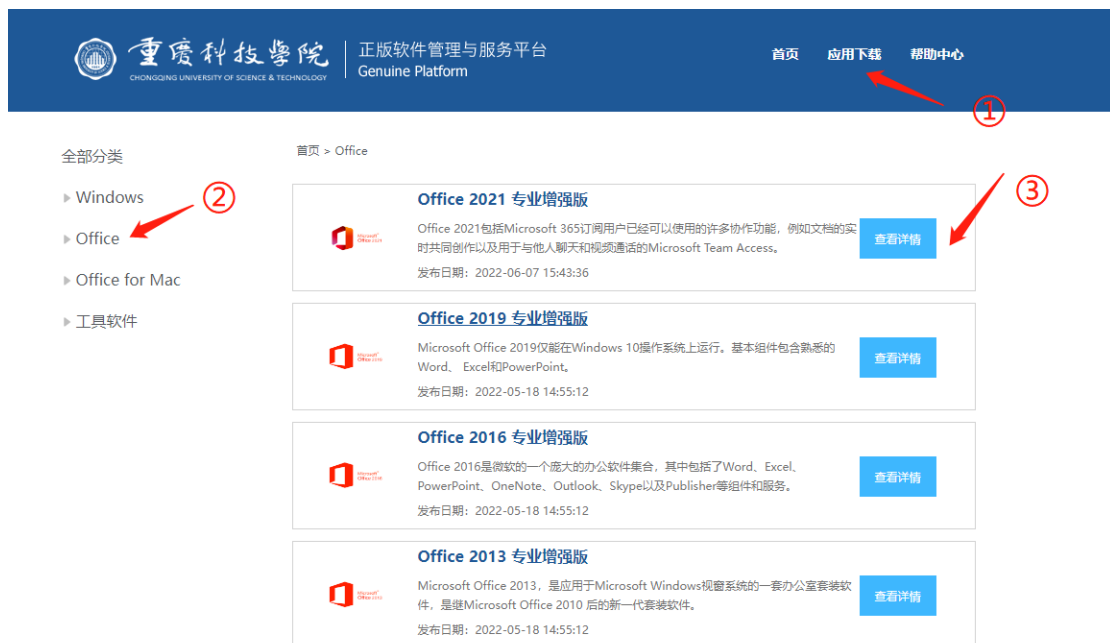 重庆科技学院
CHONGQING UNIVERSITY OF SCIENCE & TECHNOLOGY
正版软件管理与服务平台
Genuine Platform
首页 应用下载 帮助中心
①
全部分类
Windows
②
Office
Office for Mac
工具软件
首页 > Office
③
Office 2021 专业增强版
Office 2021包括Microsoft 365订阅用户已经可以使用的许多协作功能，例如文档的实
时共同创作以及用于与他人聊天和视频通话的Microsoft Team Access。
发布日期：2022-06-07 15:43:36
查看详情
Office 2019 专业增强版
Microsoft Office 2019仅能在Windows 10操作系统上运行。基本组件包含熟悉的
Word、 Excel和PowerPoint。
发布日期：2022-05-18 14:55:12
查看详情
Office 2016 专业增强版
Office 2016是微软的一个庞大的办公软件集合，其中包括了Word、Excel、
PowerPoint、OneNote、Outlook、Skype以及Publisher等组件和服务。
发布日期：2022-05-18 14:55:12
查看详情
Office 2013 专业增强版
Microsoft Office 2013，是应用于Microsoft Windows视窗系统的一套办公室套装软
件，是继Microsoft Office 2010 后的新一代套装软件。
发布日期：2022-05-18 14:55:12
查看详情